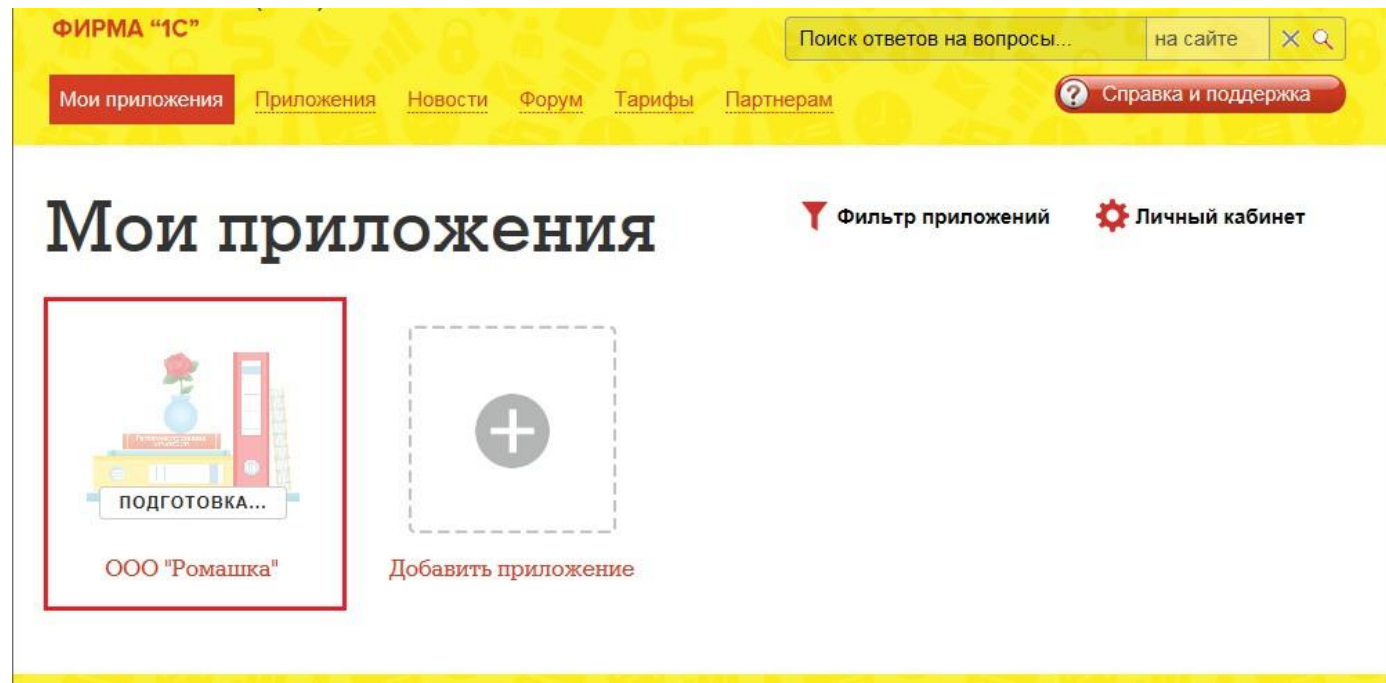 ФИРМА “1С”
Поиск ответов на вопросы... на сайте
Мои приложения Приложения Новости Форум Тарифы Партнерам ? Справка и поддержка
Мои приложения
Фильтр приложений Личный кабинет
ПОДГОТОВКА...
ООО "Ромашка" Добавить приложение